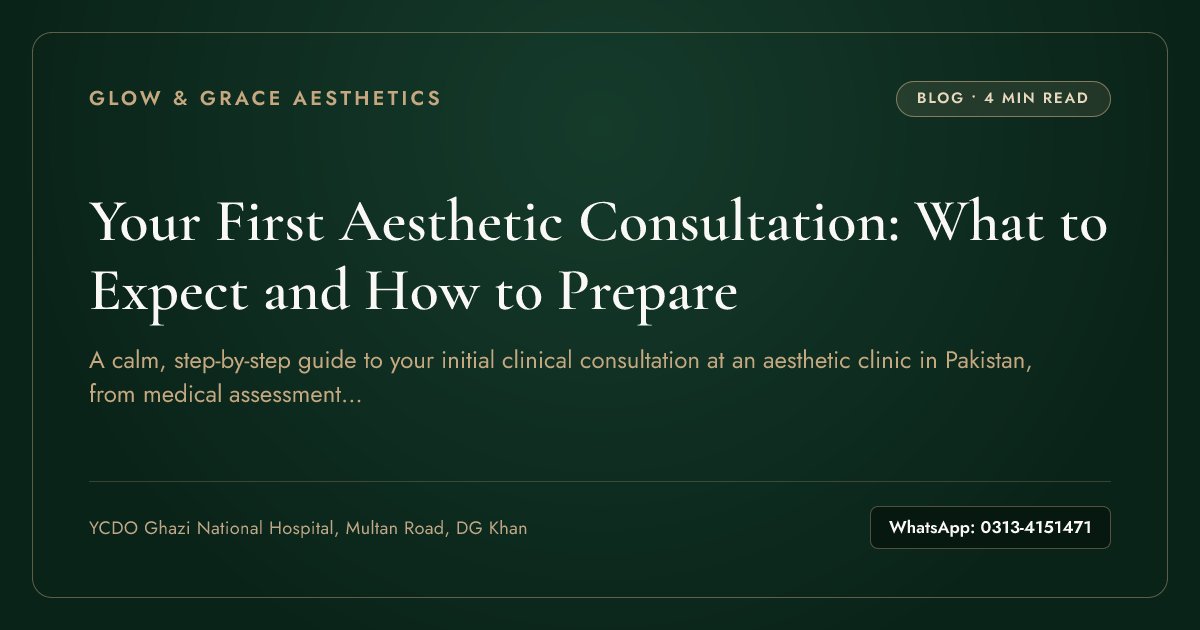 GLOW & GRACE AESTHETICS
BLOG · 4 MIN READ
Your First Aesthetic Consultation: What to
Expect and How to Prepare
A calm, step-by-step guide to your initial clinical consultation at an aesthetic clinic in Pakistan,
from medical assessment...
YCDO Ghazi National Hospital, Multan Road, DG Khan
WhatsApp: 0313-4151471